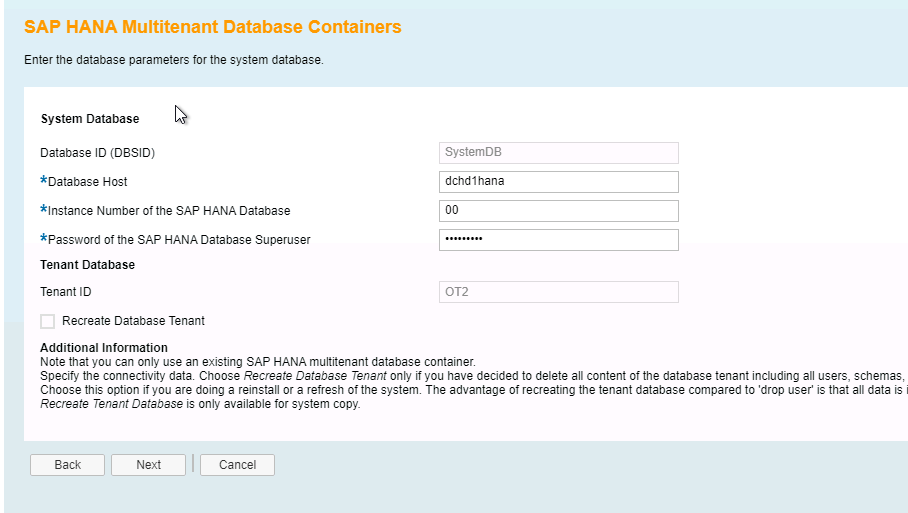 SAP HANA Multitenant Database Containers
Enter the database parameters for the system database.
System Database
Database ID (DBSID) SystemDB
*Database Host dchd1hana
*Instance Number of the SAP HANA Database 00
*Password of the SAP HANA Database Superuser •••••••••
Tenant Database
Tenant ID OT2
Recreate Database Tenant
Additional Information
Note that you can only use an existing SAP HANA multitenant database container.
Specify the connectivity data. Choose Recreate Database Tenant only if you have decided to delete all content of the database tenant including all users, schemas,
Choose this option if you are doing a reinstall or a refresh of the system. The advantage of recreating the tenant database compared to 'drop user' is that all data is
Recreate Tenant Database is only available for system copy.
Back Next Cancel